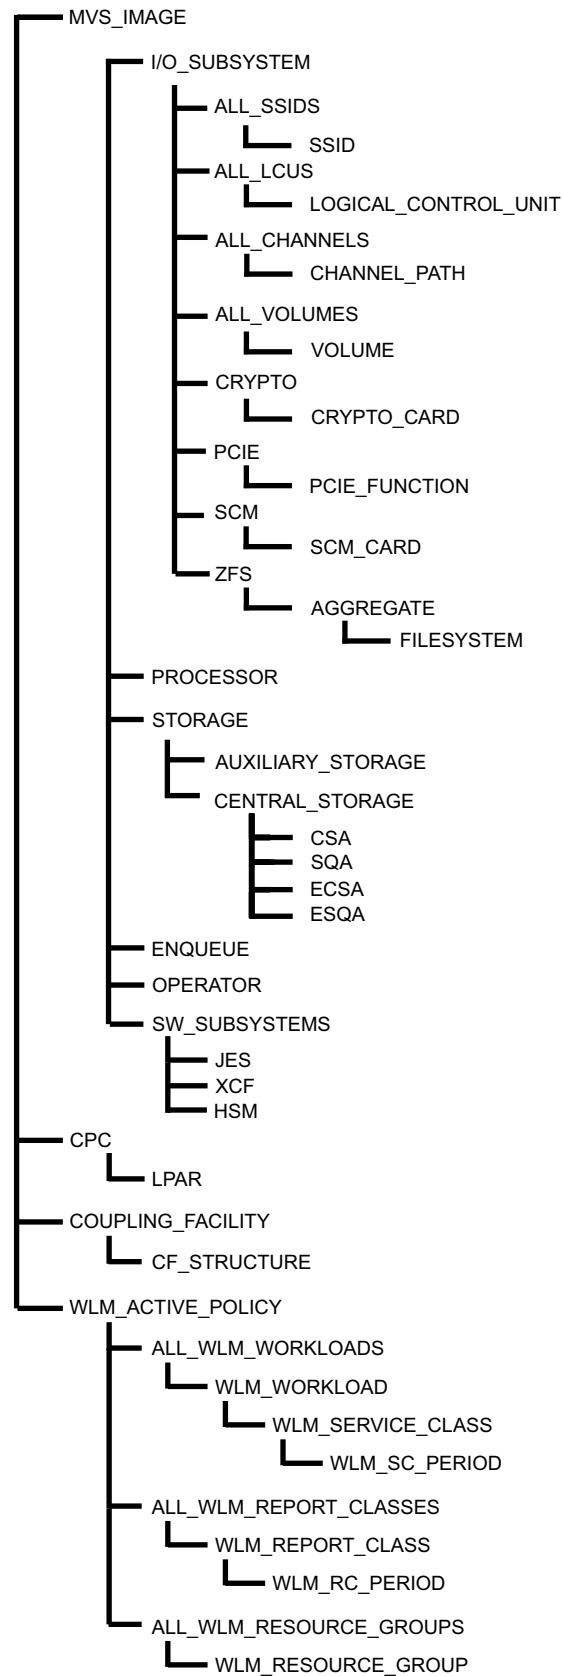 MVS_IMAGE
I/O_SUBSYSTEM
ALL_SSIDS
SSID
ALL_LCUS
LOGICAL_CONTROL_UNIT
ALL_CHANNELS
CHANNEL_PATH
ALL_VOLUMES
VOLUME
CRYPTO
CRYPTO_CARD
PCIE
PCIE_FUNCTION
SCM
SCM_CARD
ZFS
AGGREGATE
FILESYSTEM
PROCESSOR
STORAGE
AUXILIARY_STORAGE
CENTRAL_STORAGE
CSA
SQA
ECSA
ESQA
ENQUEUE
OPERATOR
SW_SUBSYSTEMS
JES
XCF
HSM
CPC
LPAR
COUPLING_FACILITY
CF_STRUCTURE
WLM_ACTIVE_POLICY
ALL_WLM_WORKLOADS
WLM_WORKLOAD
WLM_SERVICE_CLASS
WLM_SC_PERIOD
ALL_WLM_REPORT_CLASSES
WLM_REPORT_CLASS
WLM_RC_PERIOD
ALL_WLM_RESOURCE_GROUPS
WLM_RESOURCE_GROUP